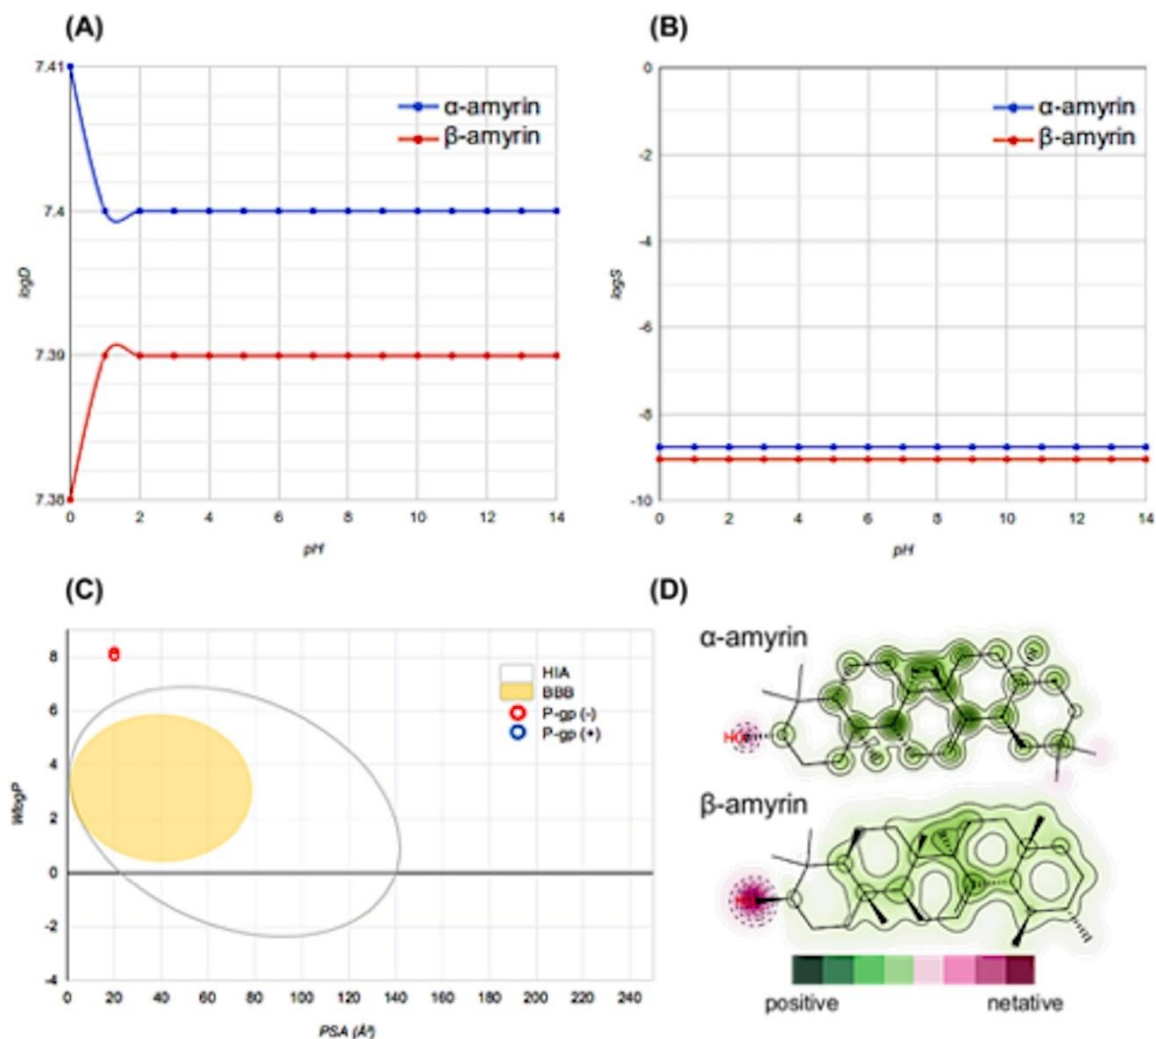 (A)
7.41
7.4
7.39
7.38
logD
α-amyrin
β-amyrin
0 2 4 6 8 10 12 14
pH
(B)
0
-2
-4
-6
-8
-10
logS
α-amyrin
β-amyrin
0 2 4 6 8 10 12 14
pH
(C)
8
6
4
2
0
-2
-4
WlogP
HIA
BBB
P-gp (-)
P-gp (+)
0 20 40 60 80 100 120 140 160 180 200 220 240
PSA (Å²)
(D)
α-amyrin
HO
β-amyrin
positive netative